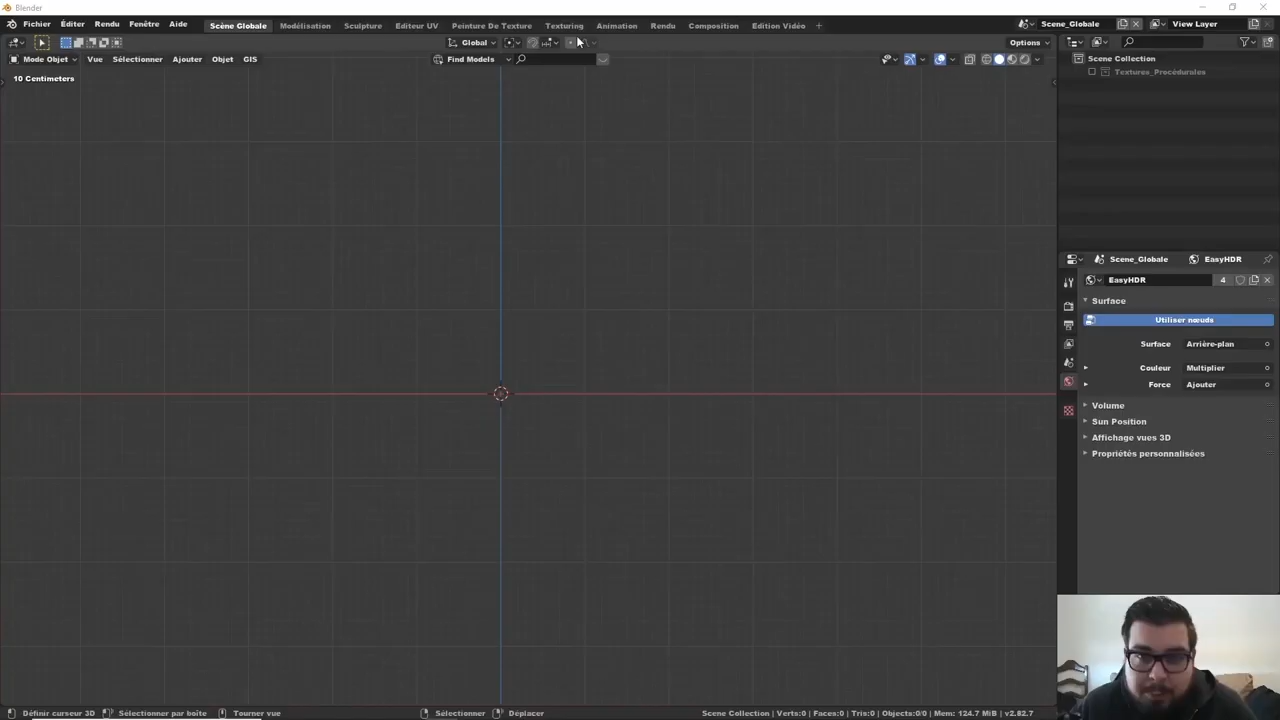 Blender
Fichier Éditer Rendu Fenêtre Aide
Scène Globale Modélisation Sculpture Editeur UV Peinture De Texture Texturing Animation Rendu Composition Edition Vidéo +
Scene_Globale View Layer
Global
Options
Mode Objet Vue Sélectionner Ajouter Objet GIS
Find Models
10 Centimeters
Scene Collection
Textures_Procédurales
Scene_Globale EasyHDR
EasyHDR 4
Surface
Utiliser nœuds
Surface Arrière-plan
Couleur Multiplier
Force Ajouter
Volume
Sun Position
Affichage vues 3D
Propriétés personnalisées
Définir curseur 3D Sélectionner par boîte Tourner vue Sélectionner Déplacer
Scene Collection | Verts:0 | Faces:0 | Tris:0 | Objects:0/0 | Mem: 124.7 MiB | v2.82.7